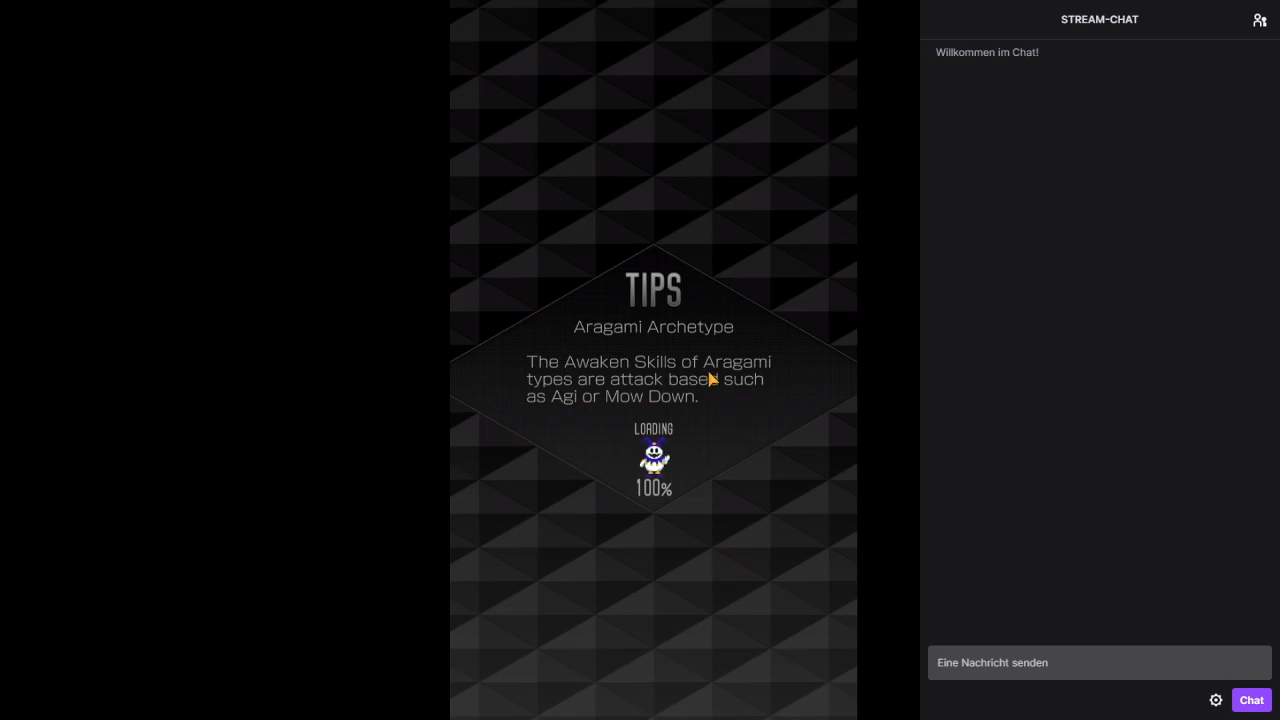 STREAM-CHAT
Willkommen im Chat!
TIPS
Aragami Archetype
The Awaken Skills of Aragami
types are attack based such
as Agi or Mow Down.
LOADING
100%
Eine Nachricht senden
Chat